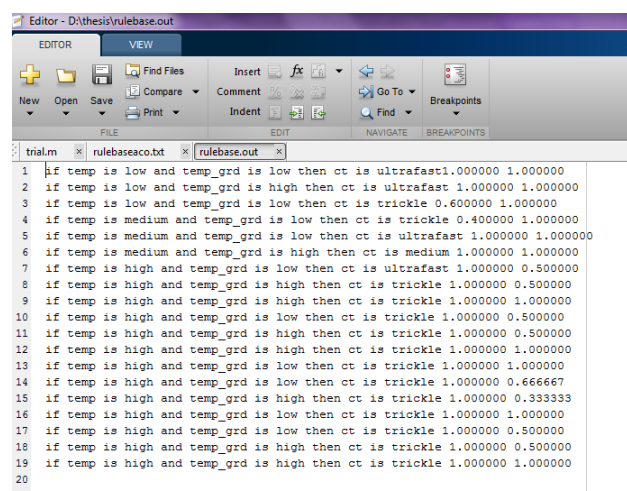 Editor - D:\thesis\rulebase.out
EDITOR VIEW
New Open Save Find Files Compare Print Insert fx Comment Indent Go To Find Breakpoints
FILE EDIT NAVIGATE BREAKPOINTS
trial.m × rulebaseaco.txt × rulebase.out ×
1 if temp is low and temp_grd is low then ct is ultrafast1.000000 1.000000
2 if temp is low and temp_grd is high then ct is ultrafast 1.000000 1.000000
3 if temp is low and temp_grd is low then ct is trickle 0.600000 1.000000
4 if temp is medium and temp_grd is low then ct is trickle 0.400000 1.000000
5 if temp is medium and temp_grd is low then ct is ultrafast 1.000000 1.000000
6 if temp is medium and temp_grd is high then ct is medium 1.000000 1.000000
7 if temp is high and temp_grd is low then ct is ultrafast 1.000000 0.500000
8 if temp is high and temp_grd is high then ct is trickle 1.000000 0.500000
9 if temp is high and temp_grd is high then ct is trickle 1.000000 1.000000
10 if temp is high and temp_grd is low then ct is trickle 1.000000 0.500000
11 if temp is high and temp_grd is high then ct is trickle 1.000000 0.500000
12 if temp is high and temp_grd is high then ct is trickle 1.000000 1.000000
13 if temp is high and temp_grd is low then ct is trickle 1.000000 1.000000
14 if temp is high and temp_grd is low then ct is trickle 1.000000 0.666667
15 if temp is high and temp_grd is high then ct is trickle 1.000000 0.333333
16 if temp is high and temp_grd is low then ct is trickle 1.000000 1.000000
17 if temp is high and temp_grd is low then ct is trickle 1.000000 0.500000
18 if temp is high and temp_grd is high then ct is trickle 1.000000 0.500000
19 if temp is high and temp_grd is high then ct is trickle 1.000000 1.000000
20